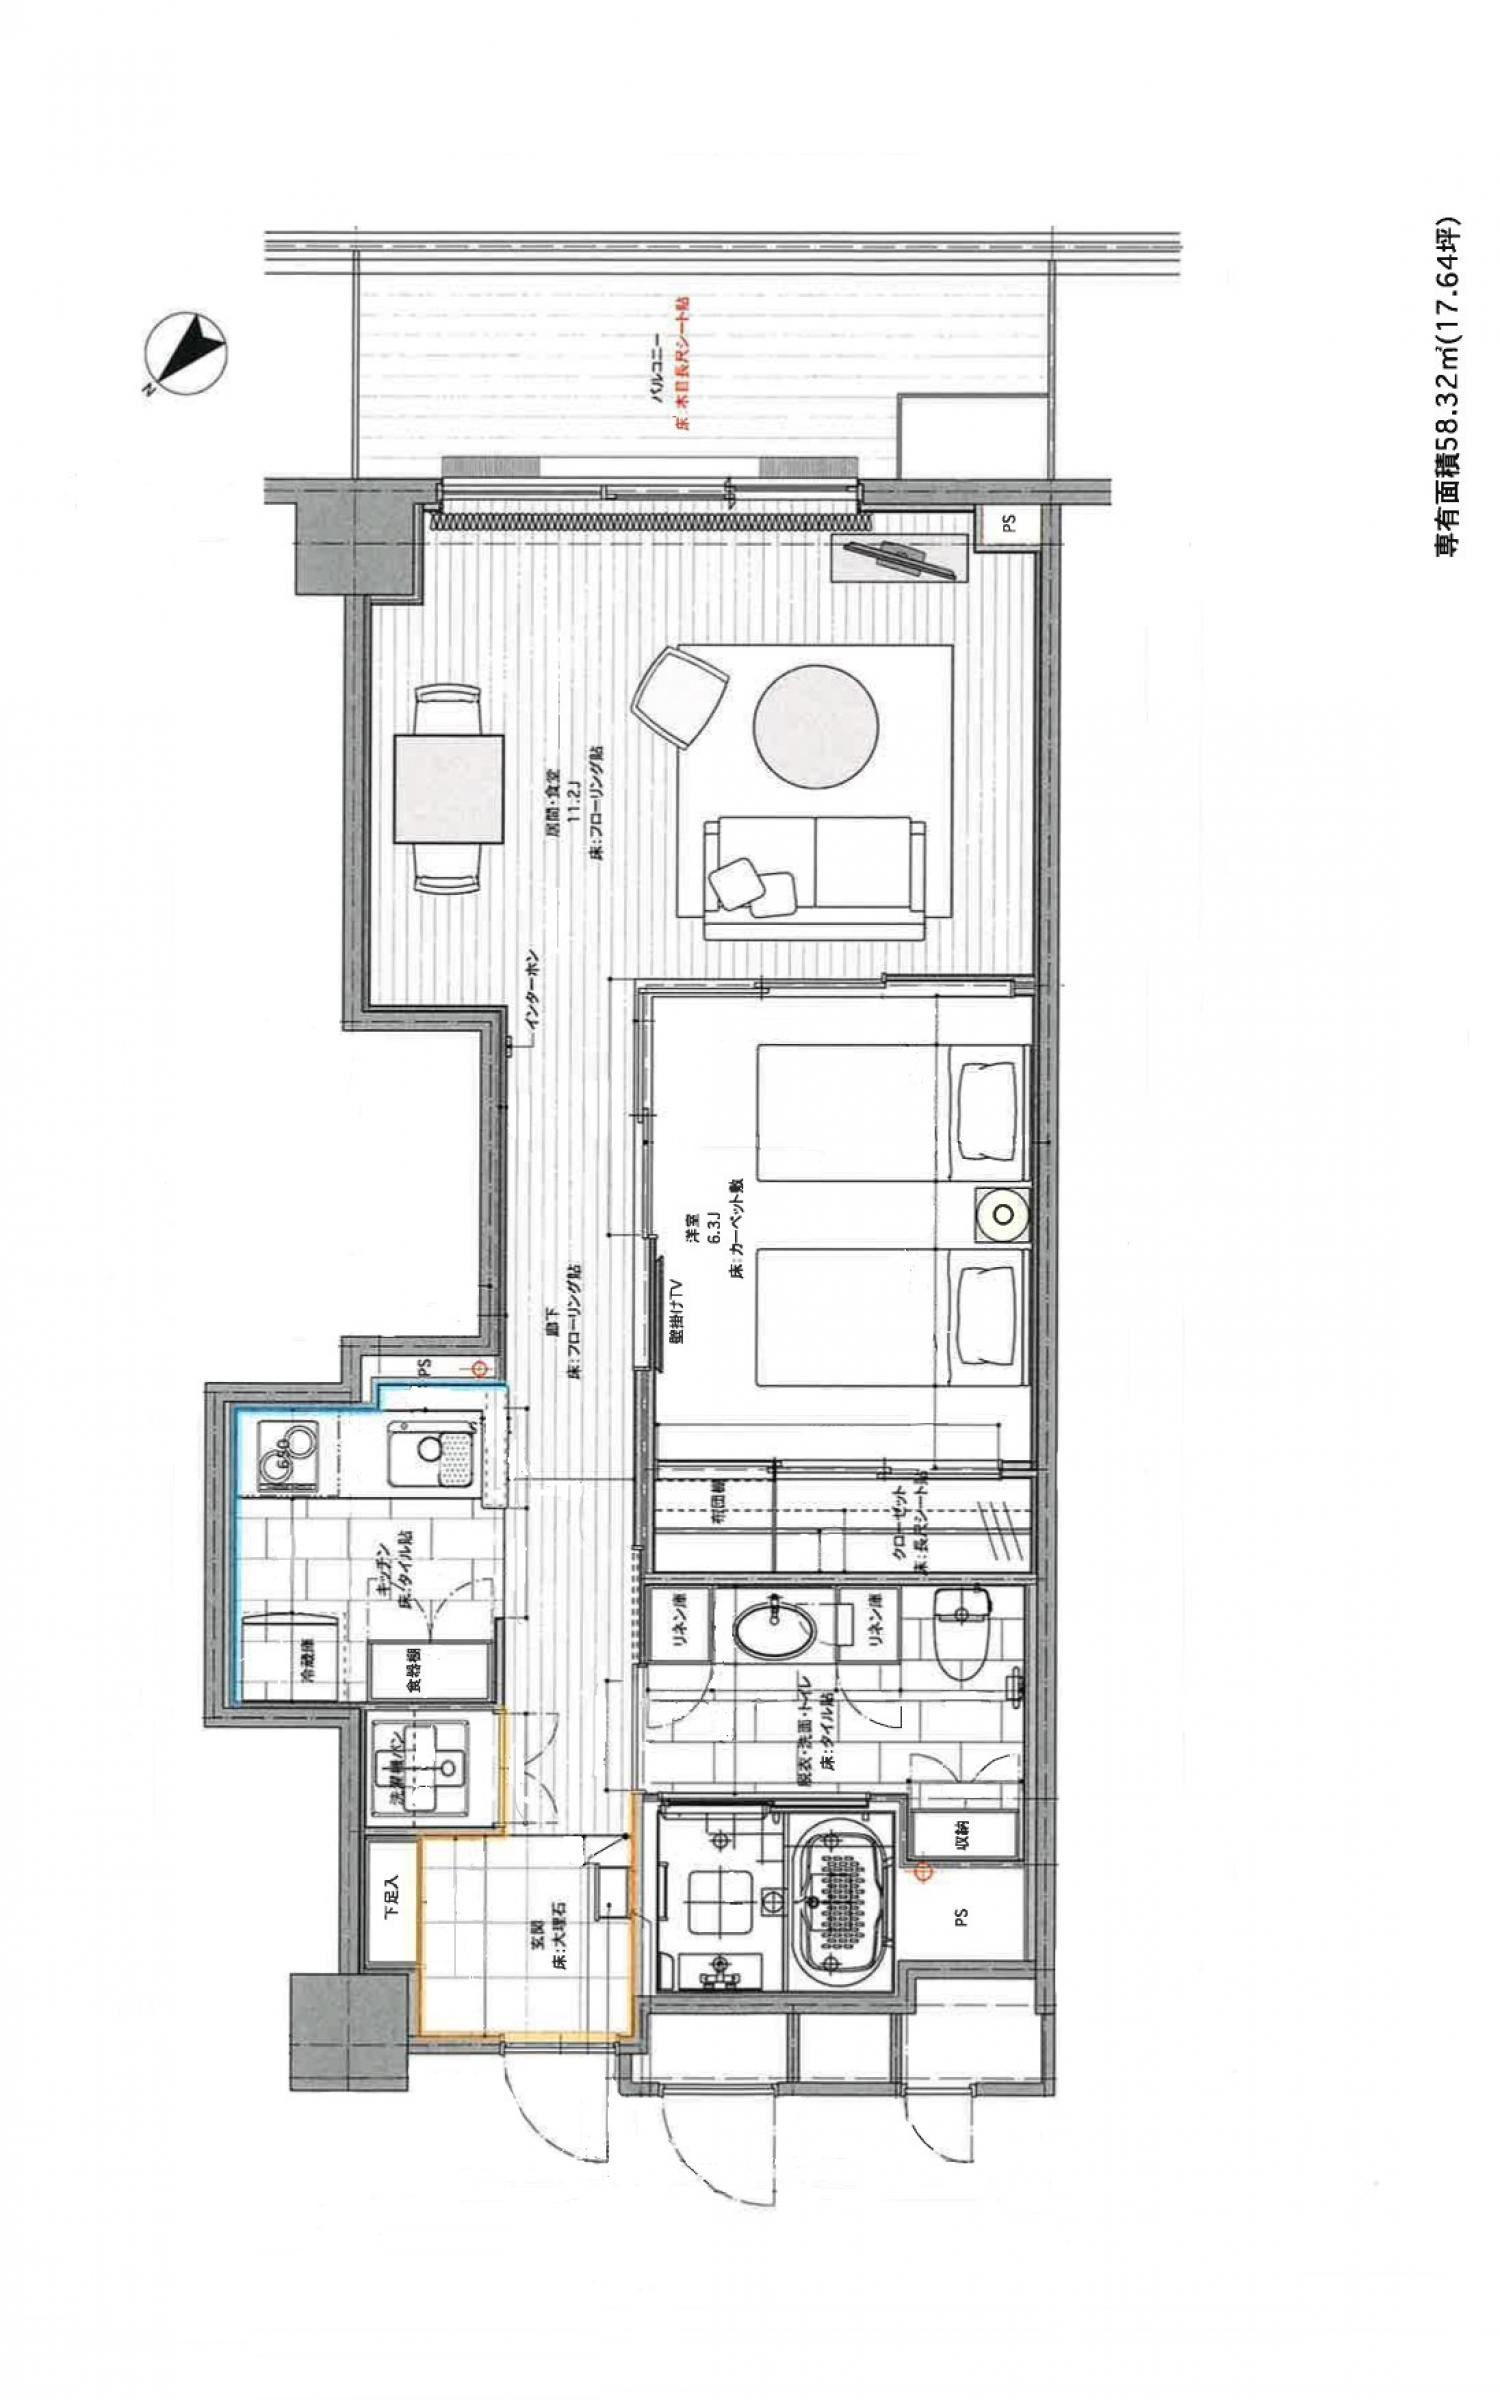 専有面積58.32㎡(17.64坪)
N
バルコニー
床:木目長尺シート貼
PS
居間・食堂
11.2J
床:フローリング貼
インターホン
洋室
6.3J
床:カーペット敷
壁掛けTV
廊下
床:フローリング貼
PS
650
キッチン
床:タイル貼
冷蔵庫
食器棚
布団棚
クローゼット
床:長尺シート貼
リネン庫
リネン庫
脱衣・洗面・トイレ
床:タイル貼
洗濯機パン
下足入
玄関
床:大理石
収納
PS